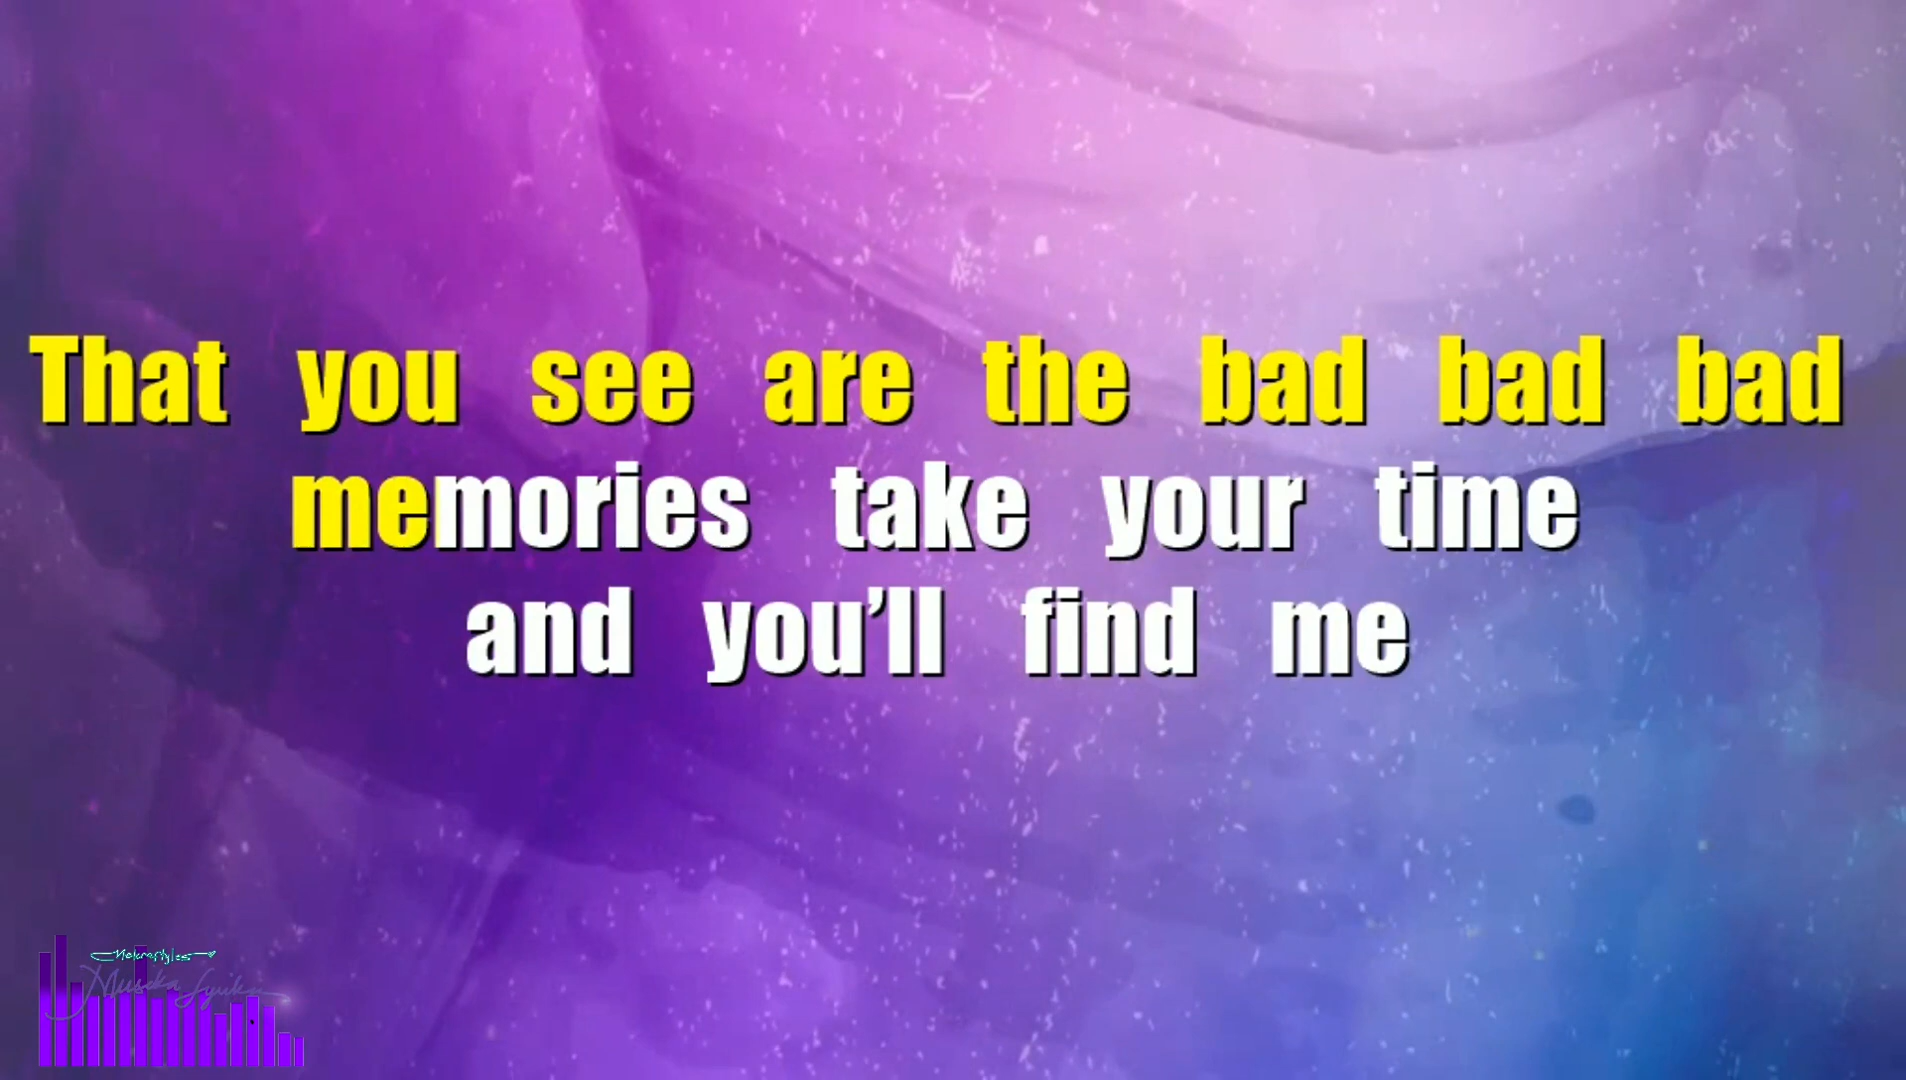 That you see are the bad bad bad
memories take your time
and you’ll find me